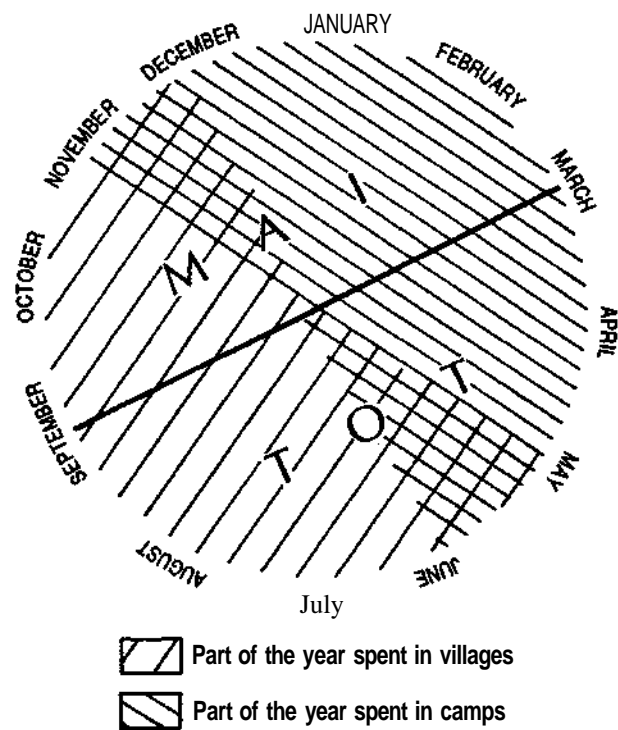 JANUARY
FEBRUARY
MARCH
APRIL
MAY
JUNE
July
AUGUST
SEPTEMBER
OCTOBER
NOVEMBER
DECEMBER
M A I
T O T
Part of the year spent in villages
Part of the year spent in camps